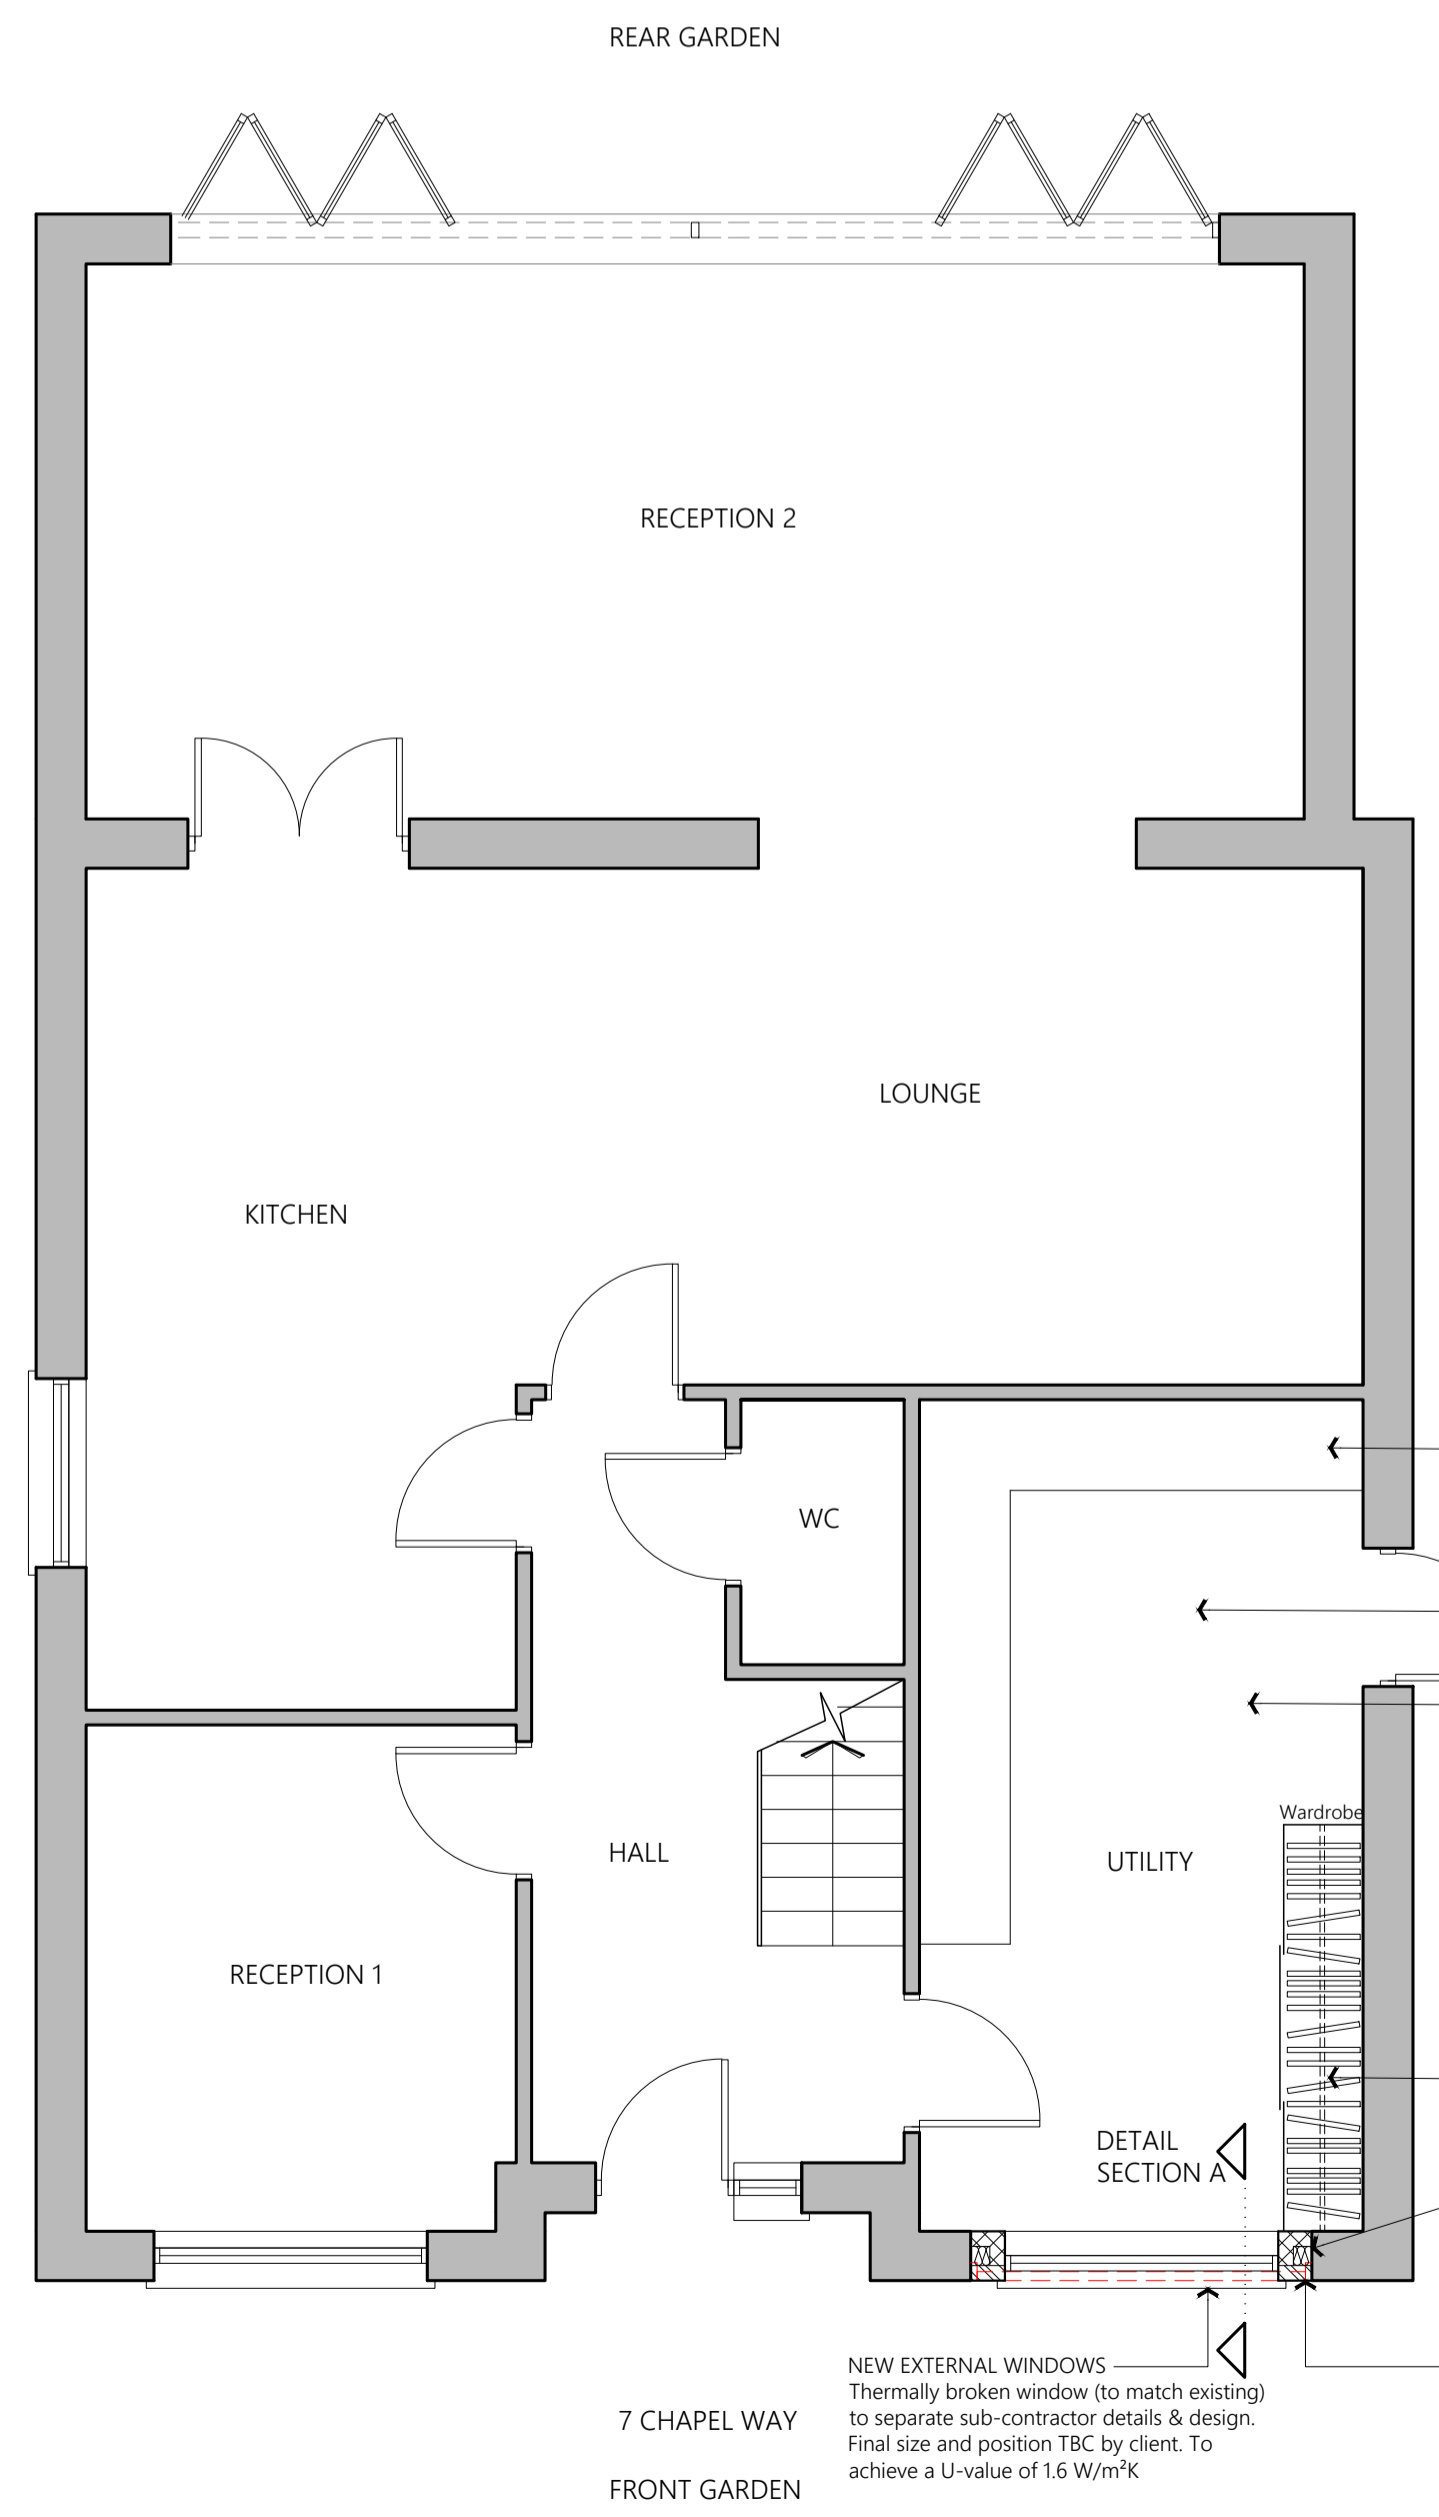 REAR GARDEN
RECEPTION 2
LOUNGE
KITCHEN
WC
Wardrobe
HALL
UTILITY
RECEPTION 1
DETAIL
SECTION A
NEW EXTERNAL WINDOWS
Thermally broken window (to match existing)
to separate sub-contractor details & design.
Final size and position TBC by client. To
achieve a U-value of 1.6 W/m²K
7 CHAPEL WAY
FRONT GARDEN